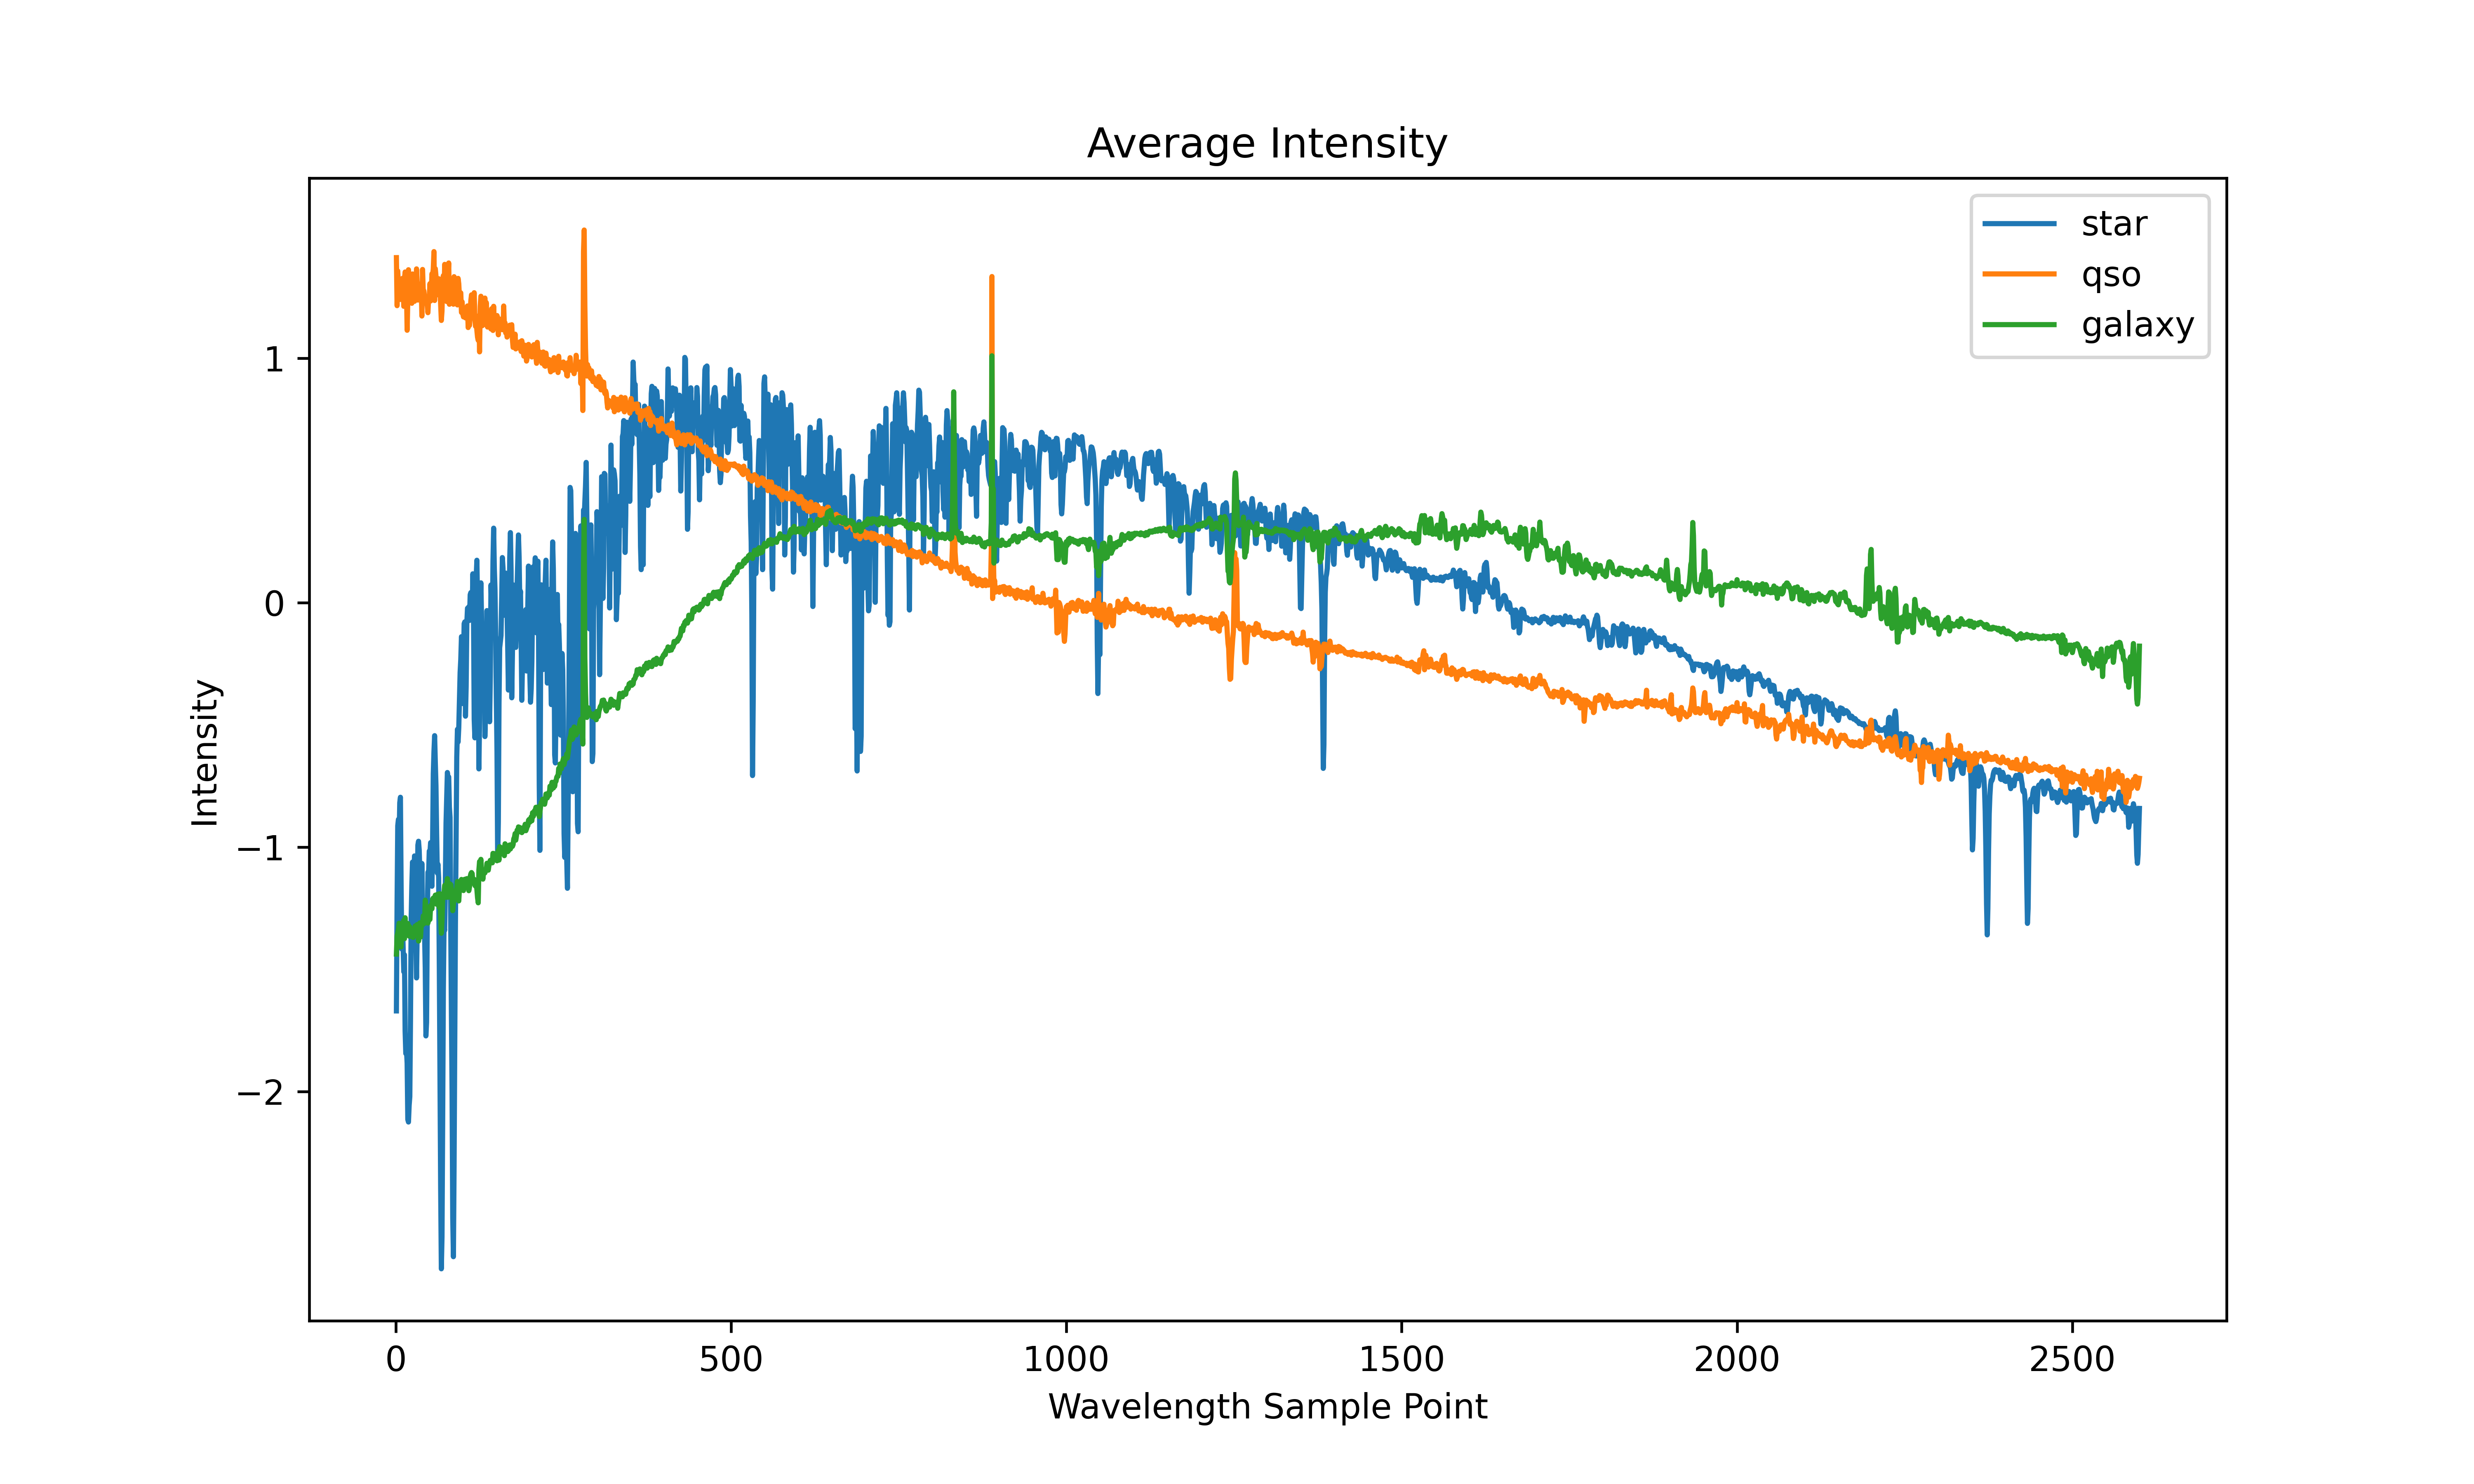 Average Intensity
star
qso
galaxy
1
0
−1
−2
Intensity
0 500 1000 1500 2000 2500
Wavelength Sample Point